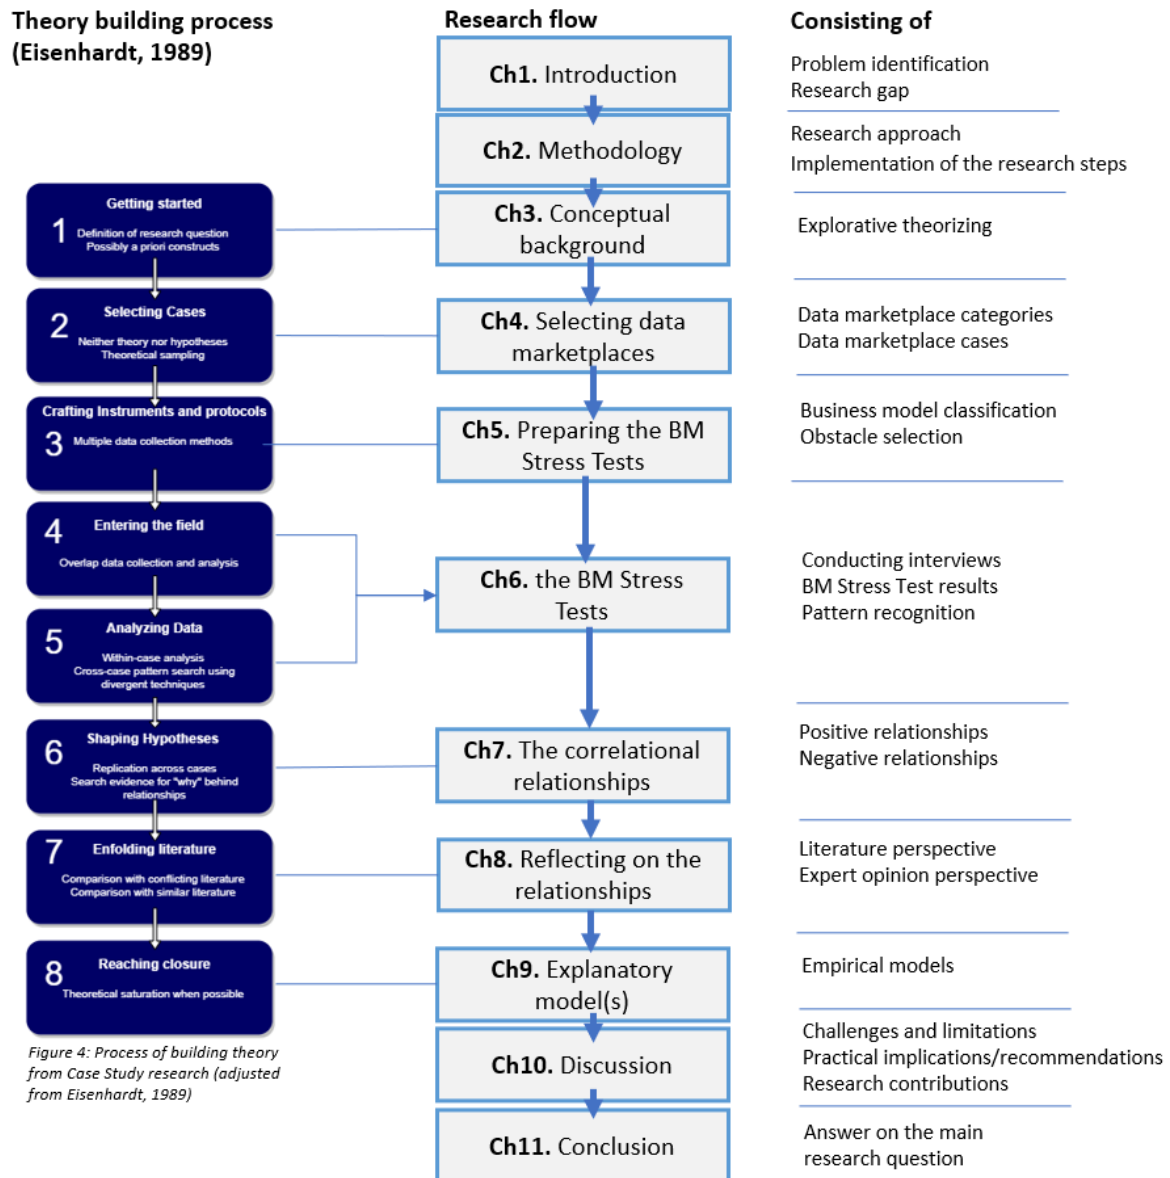 Theory building process
(Eisenhardt, 1989)
1
Getting started
Definition of research question
Possibly a priori constructs
2
Selecting Cases
Neither theory nor hypotheses
Theoretical sampling
3
Crafting Instruments and protocols
Multiple data collection methods
4
Entering the field
Overlap data collection and analysis
5
Analyzing Data
Within-case analysis
Cross-case pattern search using
divergent techniques
6
Shaping Hypotheses
Replication across cases
Search evidence for "why" behind
relationships
7
Enfolding literature
Comparison with conflicting literature
Comparison with similar literature
8
Reaching closure
Theoretical saturation when possible
Figure 4: Process of building theory
from Case Study research (adjusted
from Eisenhardt, 1989)
Research flow
Ch1. Introduction
Ch2. Methodology
Ch3. Conceptual
background
Ch4. Selecting data
marketplaces
Ch5. Preparing the BM
Stress Tests
Ch6. the BM Stress
Tests
Ch7. The correlational
relationships
Ch8. Reflecting on the
relationships
Ch9. Explanatory
model(s)
Ch10. Discussion
Ch11. Conclusion
Consisting of
Problem identification
Research gap
Research approach
Implementation of the research steps
Explorative theorizing
Data marketplace categories
Data marketplace cases
Business model classification
Obstacle selection
Conducting interviews
BM Stress Test results
Pattern recognition
Positive relationships
Negative relationships
Literature perspective
Expert opinion perspective
Empirical models
Challenges and limitations
Practical implications/recommendations
Research contributions
Answer on the main
research question